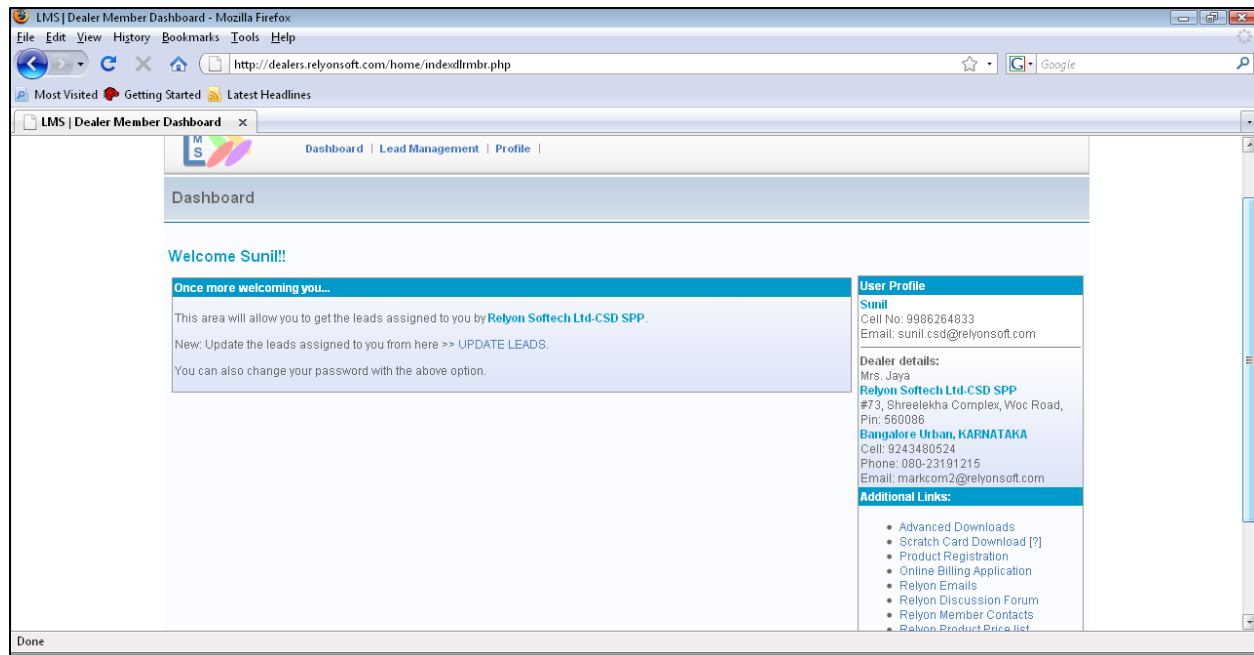 LMS | Dealer Member Dashboard - Mozilla Firefox
File Edit View History Bookmarks Tools Help
http://dealers.relyonsoft.com/home/indexdlrmbr.php
G Google
Most Visited Getting Started Latest Headlines
LMS | Dealer Member Dashboard x
M
S
Dashboard | Lead Management | Profile |
Dashboard
Welcome Sunil!!
Once more welcoming you...
This area will allow you to get the leads assigned to you by Relyon Softech Ltd-CSD SPP.
New: Update the leads assigned to you from here >> UPDATE LEADS.
You can also change your password with the above option.
User Profile
Sunil
Cell No: 9986264833
Email: sunil.csd@relyonsoft.com
Dealer details:
Mrs. Jaya
Relyon Softech Ltd-CSD SPP
#73, Shreelekha Complex, Woc Road,
Pin: 560086
Bangalore Urban, KARNATAKA
Cell: 9243480524
Phone: 080-23191215
Email: markcom2@relyonsoft.com
Additional Links:
• Advanced Downloads
• Scratch Card Download [?]
• Product Registration
• Online Billing Application
• Relyon Emails
• Relyon Discussion Forum
• Relyon Member Contacts
• Relyon Product Price list
Done